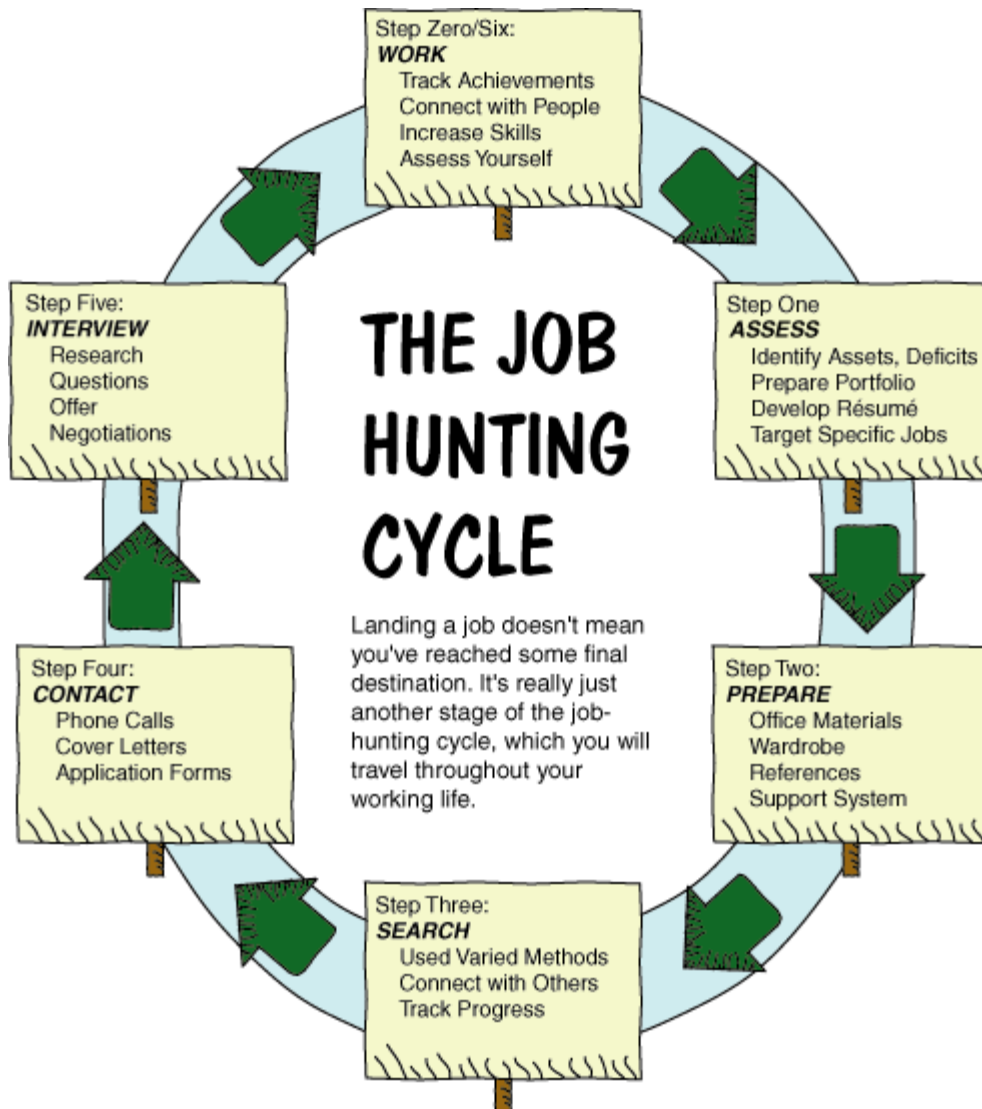 Step Zero/Six:
WORK
Track Achievements
Connect with People
Increase Skills
Assess Yourself
Step Five:
INTERVIEW
Research
Questions
Offer
Negotiations
THE JOB
HUNTING
CYCLE
Step One
ASSESS
Identify Assets, Deficits
Prepare Portfolio
Develop Résumé
Target Specific Jobs
Landing a job doesn't mean
you've reached some final
destination. It's really just
another stage of the job-
hunting cycle, which you will
travel throughout your
working life.
Step Four:
CONTACT
Phone Calls
Cover Letters
Application Forms
Step Two:
PREPARE
Office Materials
Wardrobe
References
Support System
Step Three:
SEARCH
Used Varied Methods
Connect with Others
Track Progress